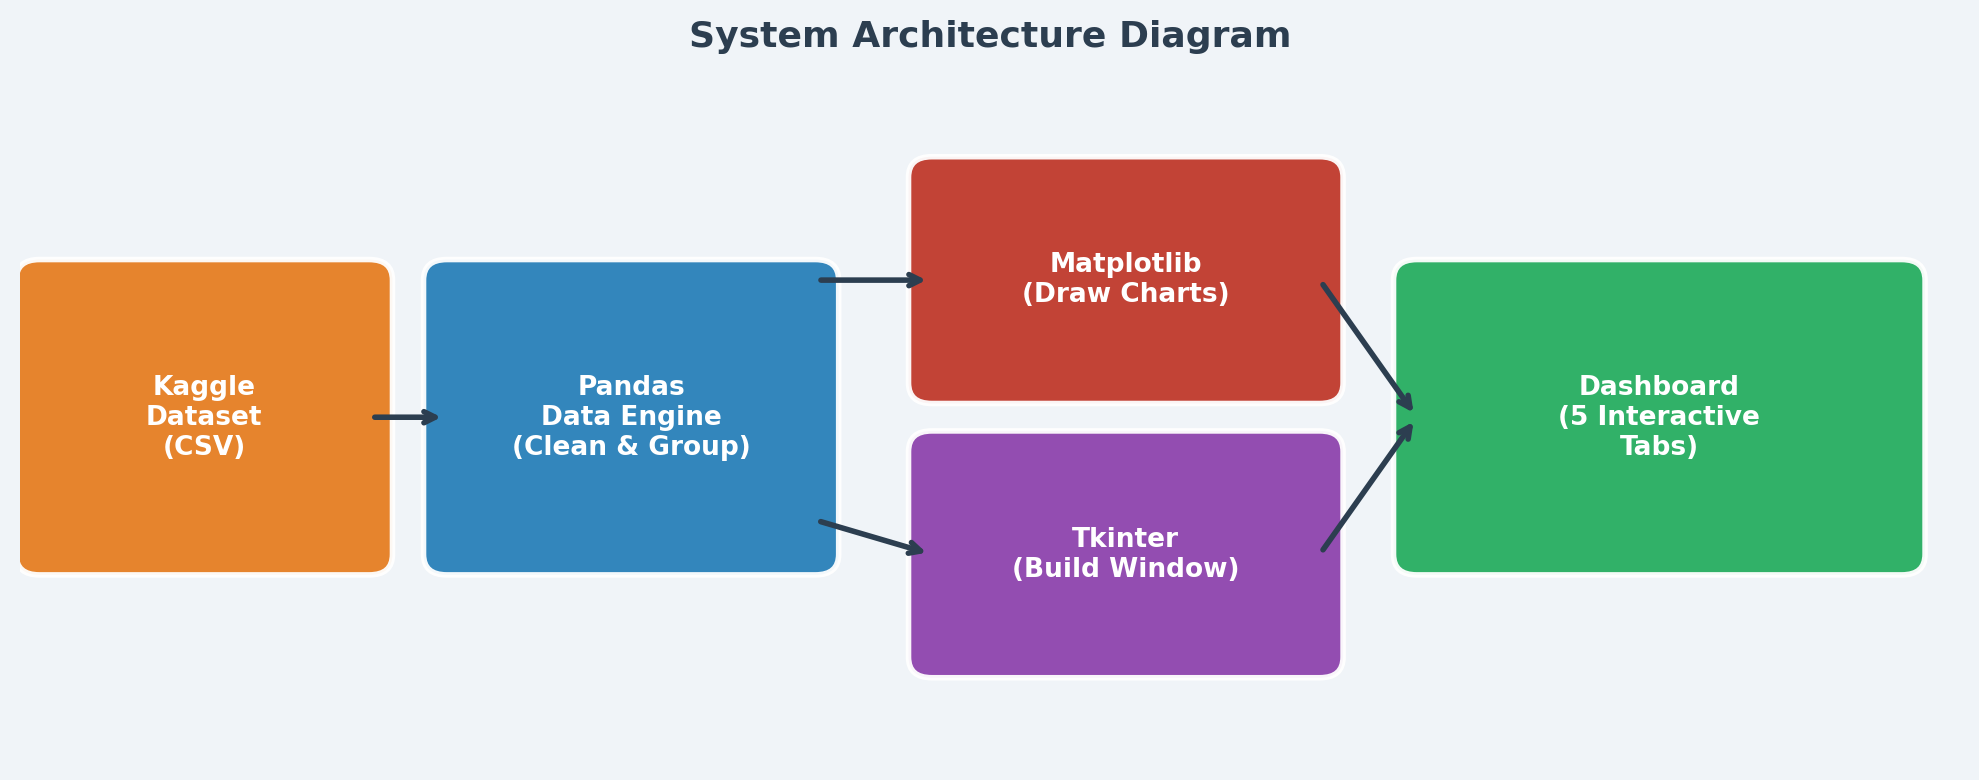 System Architecture Diagram
Kaggle
Dataset
(CSV)
Pandas
Data Engine
(Clean & Group)
Matplotlib
(Draw Charts)
Tkinter
(Build Window)
Dashboard
(5 Interactive
Tabs)